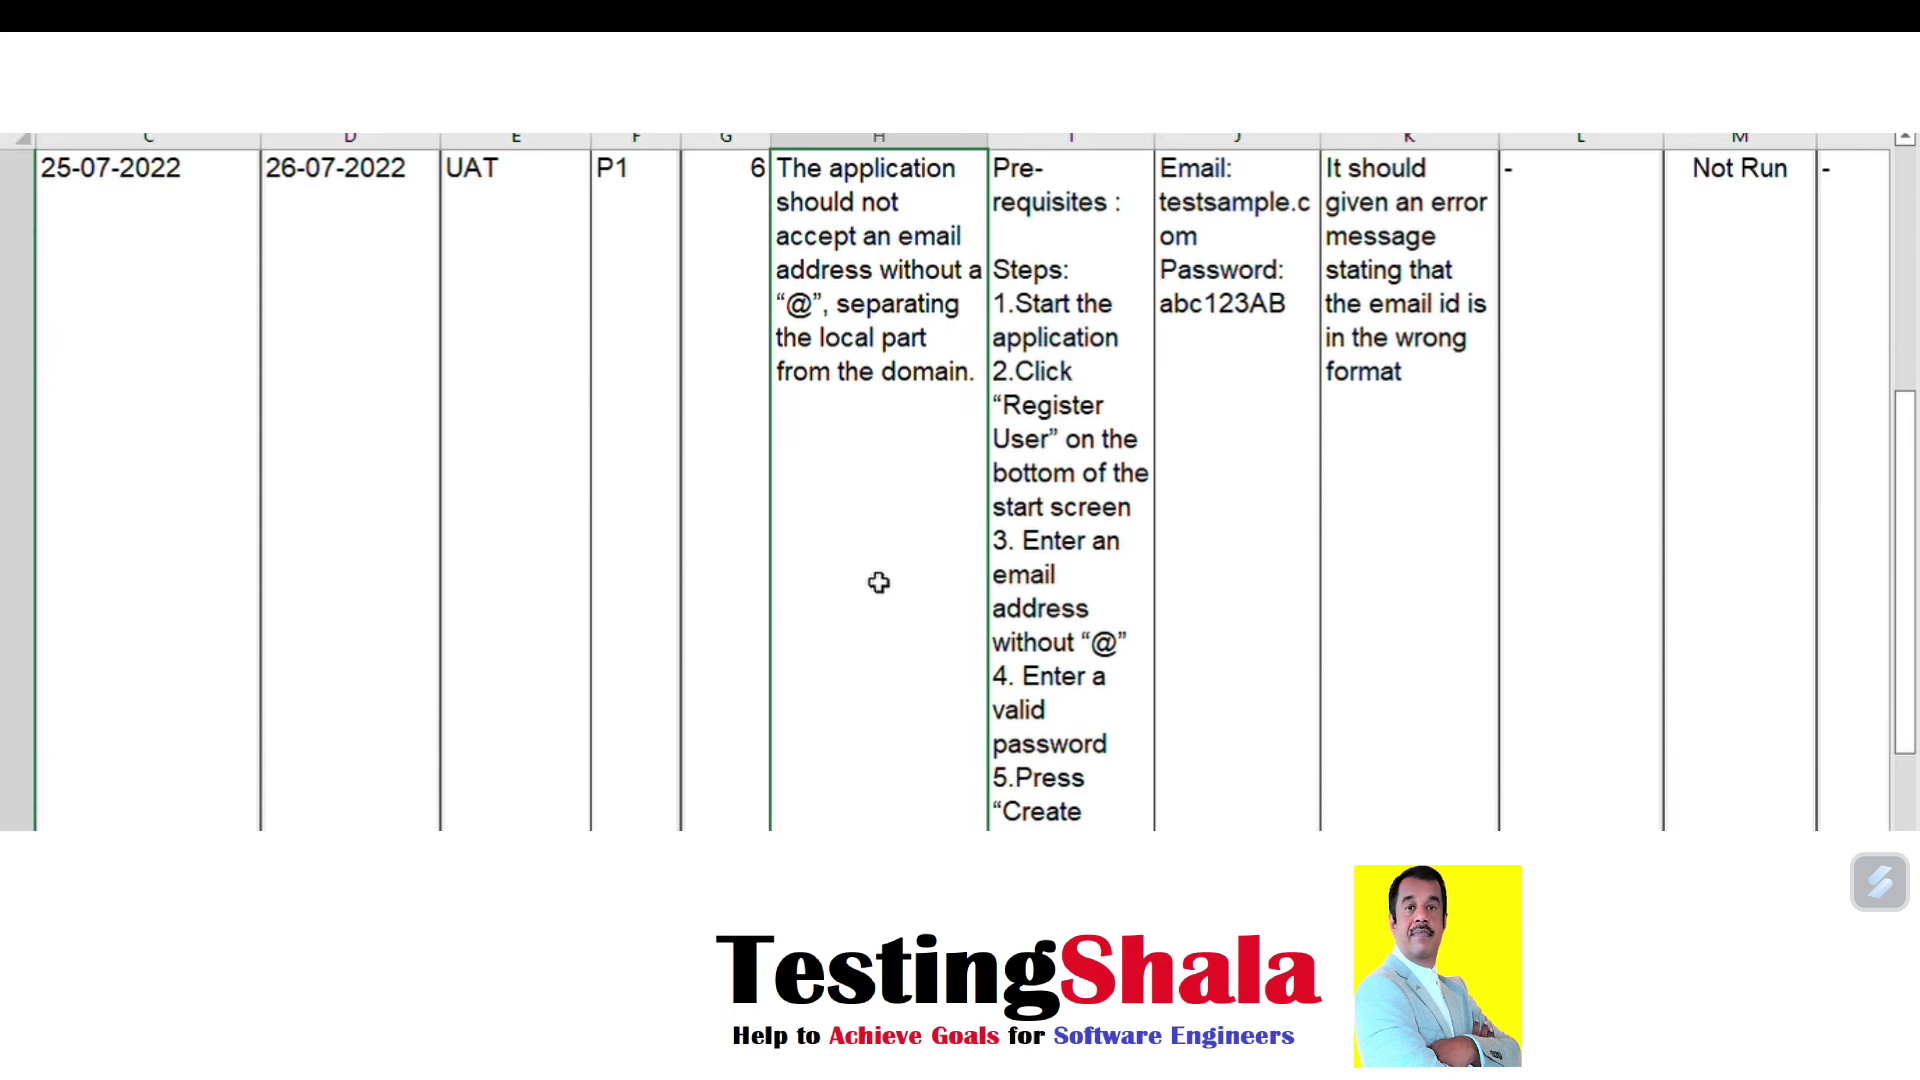 C D E F G H I J K L M
25-07-2022
26-07-2022
UAT
P1
6
The application
should not
accept an email
address without a
“@”, separating
the local part
from the domain.
Pre-
requisites :
Steps:
1.Start the
application
2.Click
“Register
User” on the
bottom of the
start screen
3. Enter an
email
address
without “@”
4. Enter a
valid
password
5.Press
“Create
Email:
testsample.c
om
Password:
abc123AB
It should
given an error
message
stating that
the email id is
in the wrong
format
-
Not Run
-
TestingShala
Help to Achieve Goals for Software Engineers